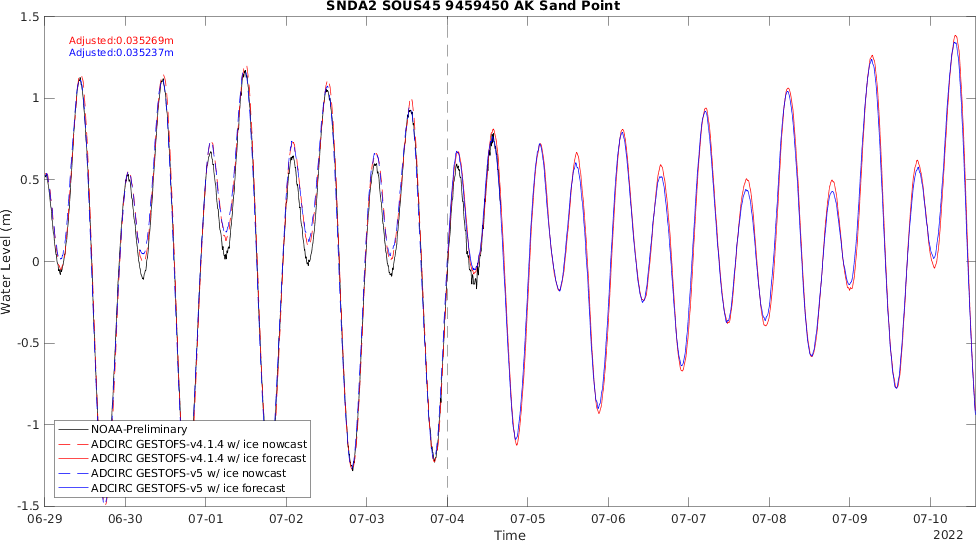 SNDA2 SOUS45 9459450 AK Sand Point
1.5
Adjusted:0.035269m
Adjusted:0.035237m
1
0.5
0
-0.5
-1
-1.5
Water Level (m)
NOAA-Preliminary
ADCIRC GESTOFS-v4.1.4 w/ ice nowcast
ADCIRC GESTOFS-v4.1.4 w/ ice forecast
ADCIRC GESTOFS-v5 w/ ice nowcast
ADCIRC GESTOFS-v5 w/ ice forecast
06-29 06-30 07-01 07-02 07-03 07-04 07-05 07-06 07-07 07-08 07-09 07-10
Time
2022